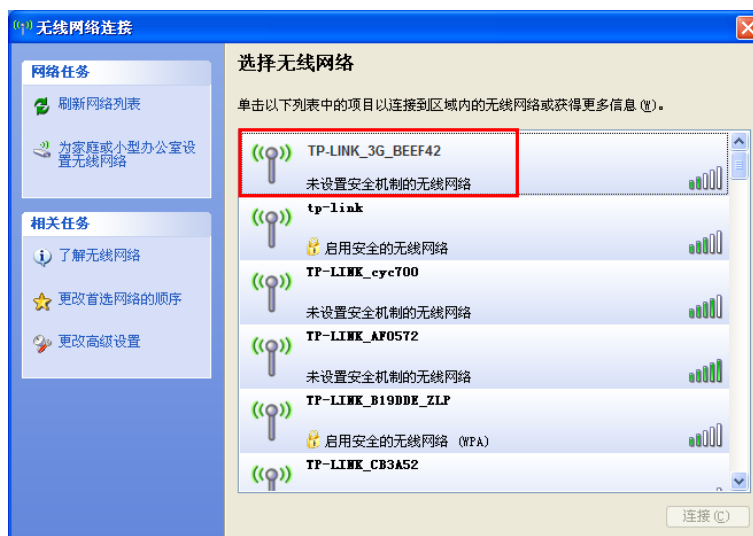 无线网络连接
网络任务
刷新网络列表
为家庭或小型办公室设
置无线网络
相关任务
了解无线网络
更改首选网络的顺序
更改高级设置
选择无线网络
单击以下列表中的项目以连接到区域内的无线网络或获得更多信息(W)。
TP-LINK_3G_BEEF42
未设置安全机制的无线网络
tp-link
启用安全的无线网络
TP-LINK_cyc700
未设置安全机制的无线网络
TP-LINK_AF0572
未设置安全机制的无线网络
TP-LINK_B19DDE_ZLP
启用安全的无线网络 (WPA)
TP-LINK_CB3A52
连接(C)